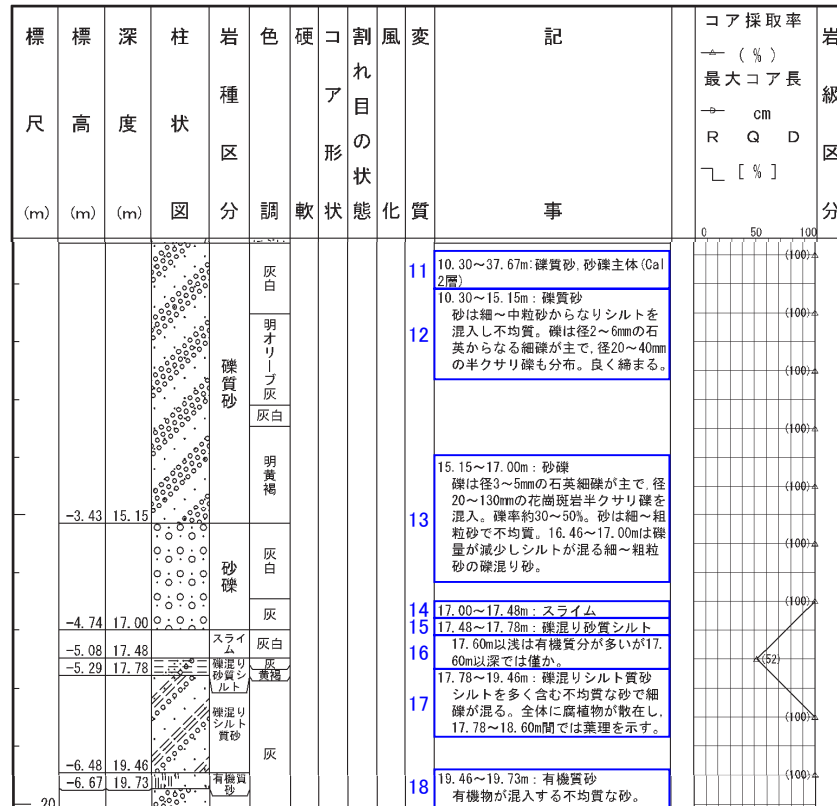 標尺(m)
標高(m)
深度(m)
柱状図
岩種区分
色調
硬軟
コア形状
割れ目の状態
風化
変質
記事
コア採取率
(%)
最大コア長
cm
RQD
[%]
岩級区分
0 50 100
灰白
明オリーブ灰
灰白
明黄褐
礫質砂
-3.43 15.15
灰白
灰
砂礫
-4.74 17.00
スライム
灰白
-5.08 17.48
礫混り砂質シルト
灰
黄褐
-5.29 17.78
礫混りシルト質砂
灰
-6.48 19.46
有機質砂
-6.67 19.73
20
11
10.30~37.67m:礫質砂,砂礫主体(Cal
2層)
12
10.30~15.15m:礫質砂
砂は細~中粒砂からなりシルトを
混入し不均質。礫は径2~6mmの石
英からなる細礫が主で,径20~40mm
の半クサリ礫も分布。良く締まる。
13
15.15~17.00m:砂礫
礫は径3~5mmの石英細礫が主で,径
20~130mmの花崗斑岩半クサリ礫を
混入。礫率約30~50%。砂は細~粗
粒砂で不均質。16.46~17.00mは礫
量が減少しシルトが混る細~粗粒
砂の礫混り砂。
14
17.00~17.48m:スライム
15
17.48~17.78m:礫混り砂質シルト
16
17.60m以浅は有機質分が多いが17.
60m以深では僅か。
17
17.78~19.46m:礫混りシルト質砂
シルトを多く含む不均質な砂で細
礫が混る。全体に腐植物が散在し,
17.78~18.60m間では葉理を示す。
18
19.46~19.73m:有機質砂
有機物が混入する不均質な砂。
(100)
(100)
(100)
(100)
(100)
(100)
(100)
(52)
(100)
(100)